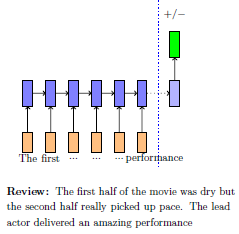 +/−
The first ... ... ... performance
Review: The first half of the movie was dry but
the second half really picked up pace. The lead
actor delivered an amazing performance